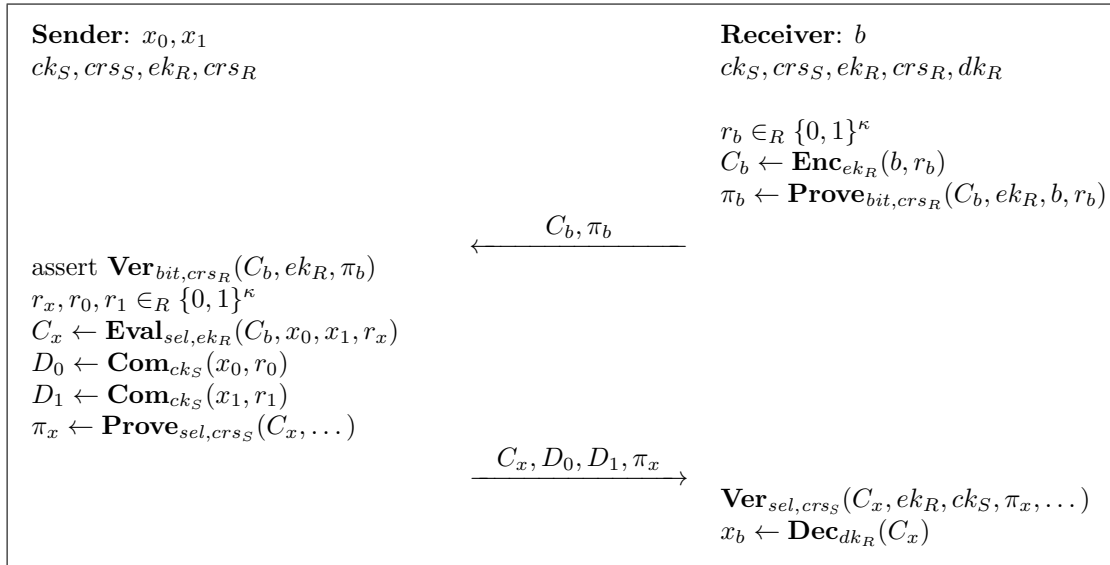 Sender: x_0, x_1
ck_S, crs_S, ek_R, crs_R
Receiver: b
ck_S, crs_S, ek_R, crs_R, dk_R
r_b ∈_R {0, 1}^κ
C_b ← Enc_{ek_R}(b, r_b)
π_b ← Prove_{bit,crs_R}(C_b, ek_R, b, r_b)
C_b, π_b
assert Ver_{bit,crs_R}(C_b, ek_R, π_b)
r_x, r_0, r_1 ∈_R {0, 1}^κ
C_x ← Eval_{sel,ek_R}(C_b, x_0, x_1, r_x)
D_0 ← Com_{ck_S}(x_0, r_0)
D_1 ← Com_{ck_S}(x_1, r_1)
π_x ← Prove_{sel,crs_S}(C_x, . . . )
C_x, D_0, D_1, π_x
Ver_{sel,crs_S}(C_x, ek_R, ck_S, π_x, . . . )
x_b ← Dec_{dk_R}(C_x)